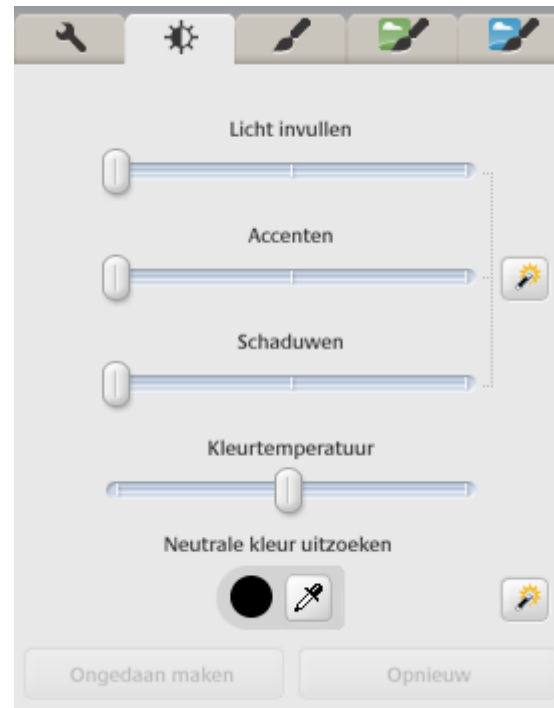 Licht invullen
Accenten
Schaduwen
Kleurtemperatuur
Neutrale kleur uitzoeken
Ongedaan maken
Opnieuw